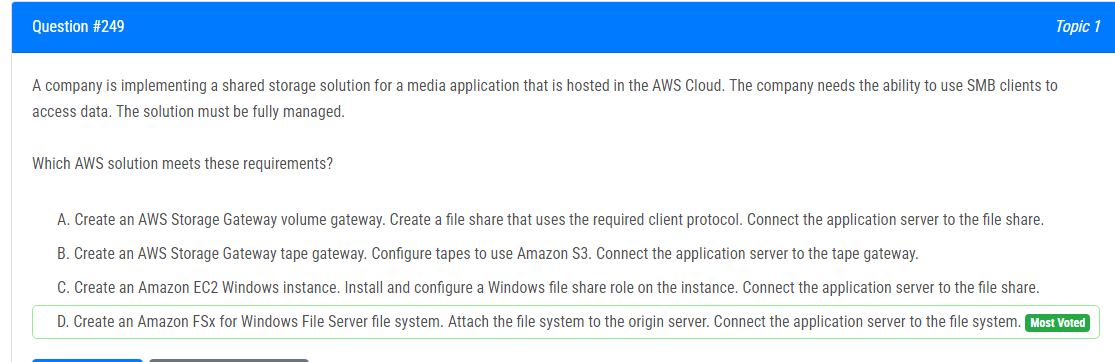 Question #249
Topic 1
A company is implementing a shared storage solution for a media application that is hosted in the AWS Cloud. The company needs the ability to use SMB clients to
access data. The solution must be fully managed.
Which AWS solution meets these requirements?
A. Create an AWS Storage Gateway volume gateway. Create a file share that uses the required client protocol. Connect the application server to the file share.
B. Create an AWS Storage Gateway tape gateway. Configure tapes to use Amazon S3. Connect the application server to the tape gateway.
C. Create an Amazon EC2 Windows instance. Install and configure a Windows file share role on the instance. Connect the application server to the file share.
D. Create an Amazon FSx for Windows File Server file system. Attach the file system to the origin server. Connect the application server to the file system. Most Voted